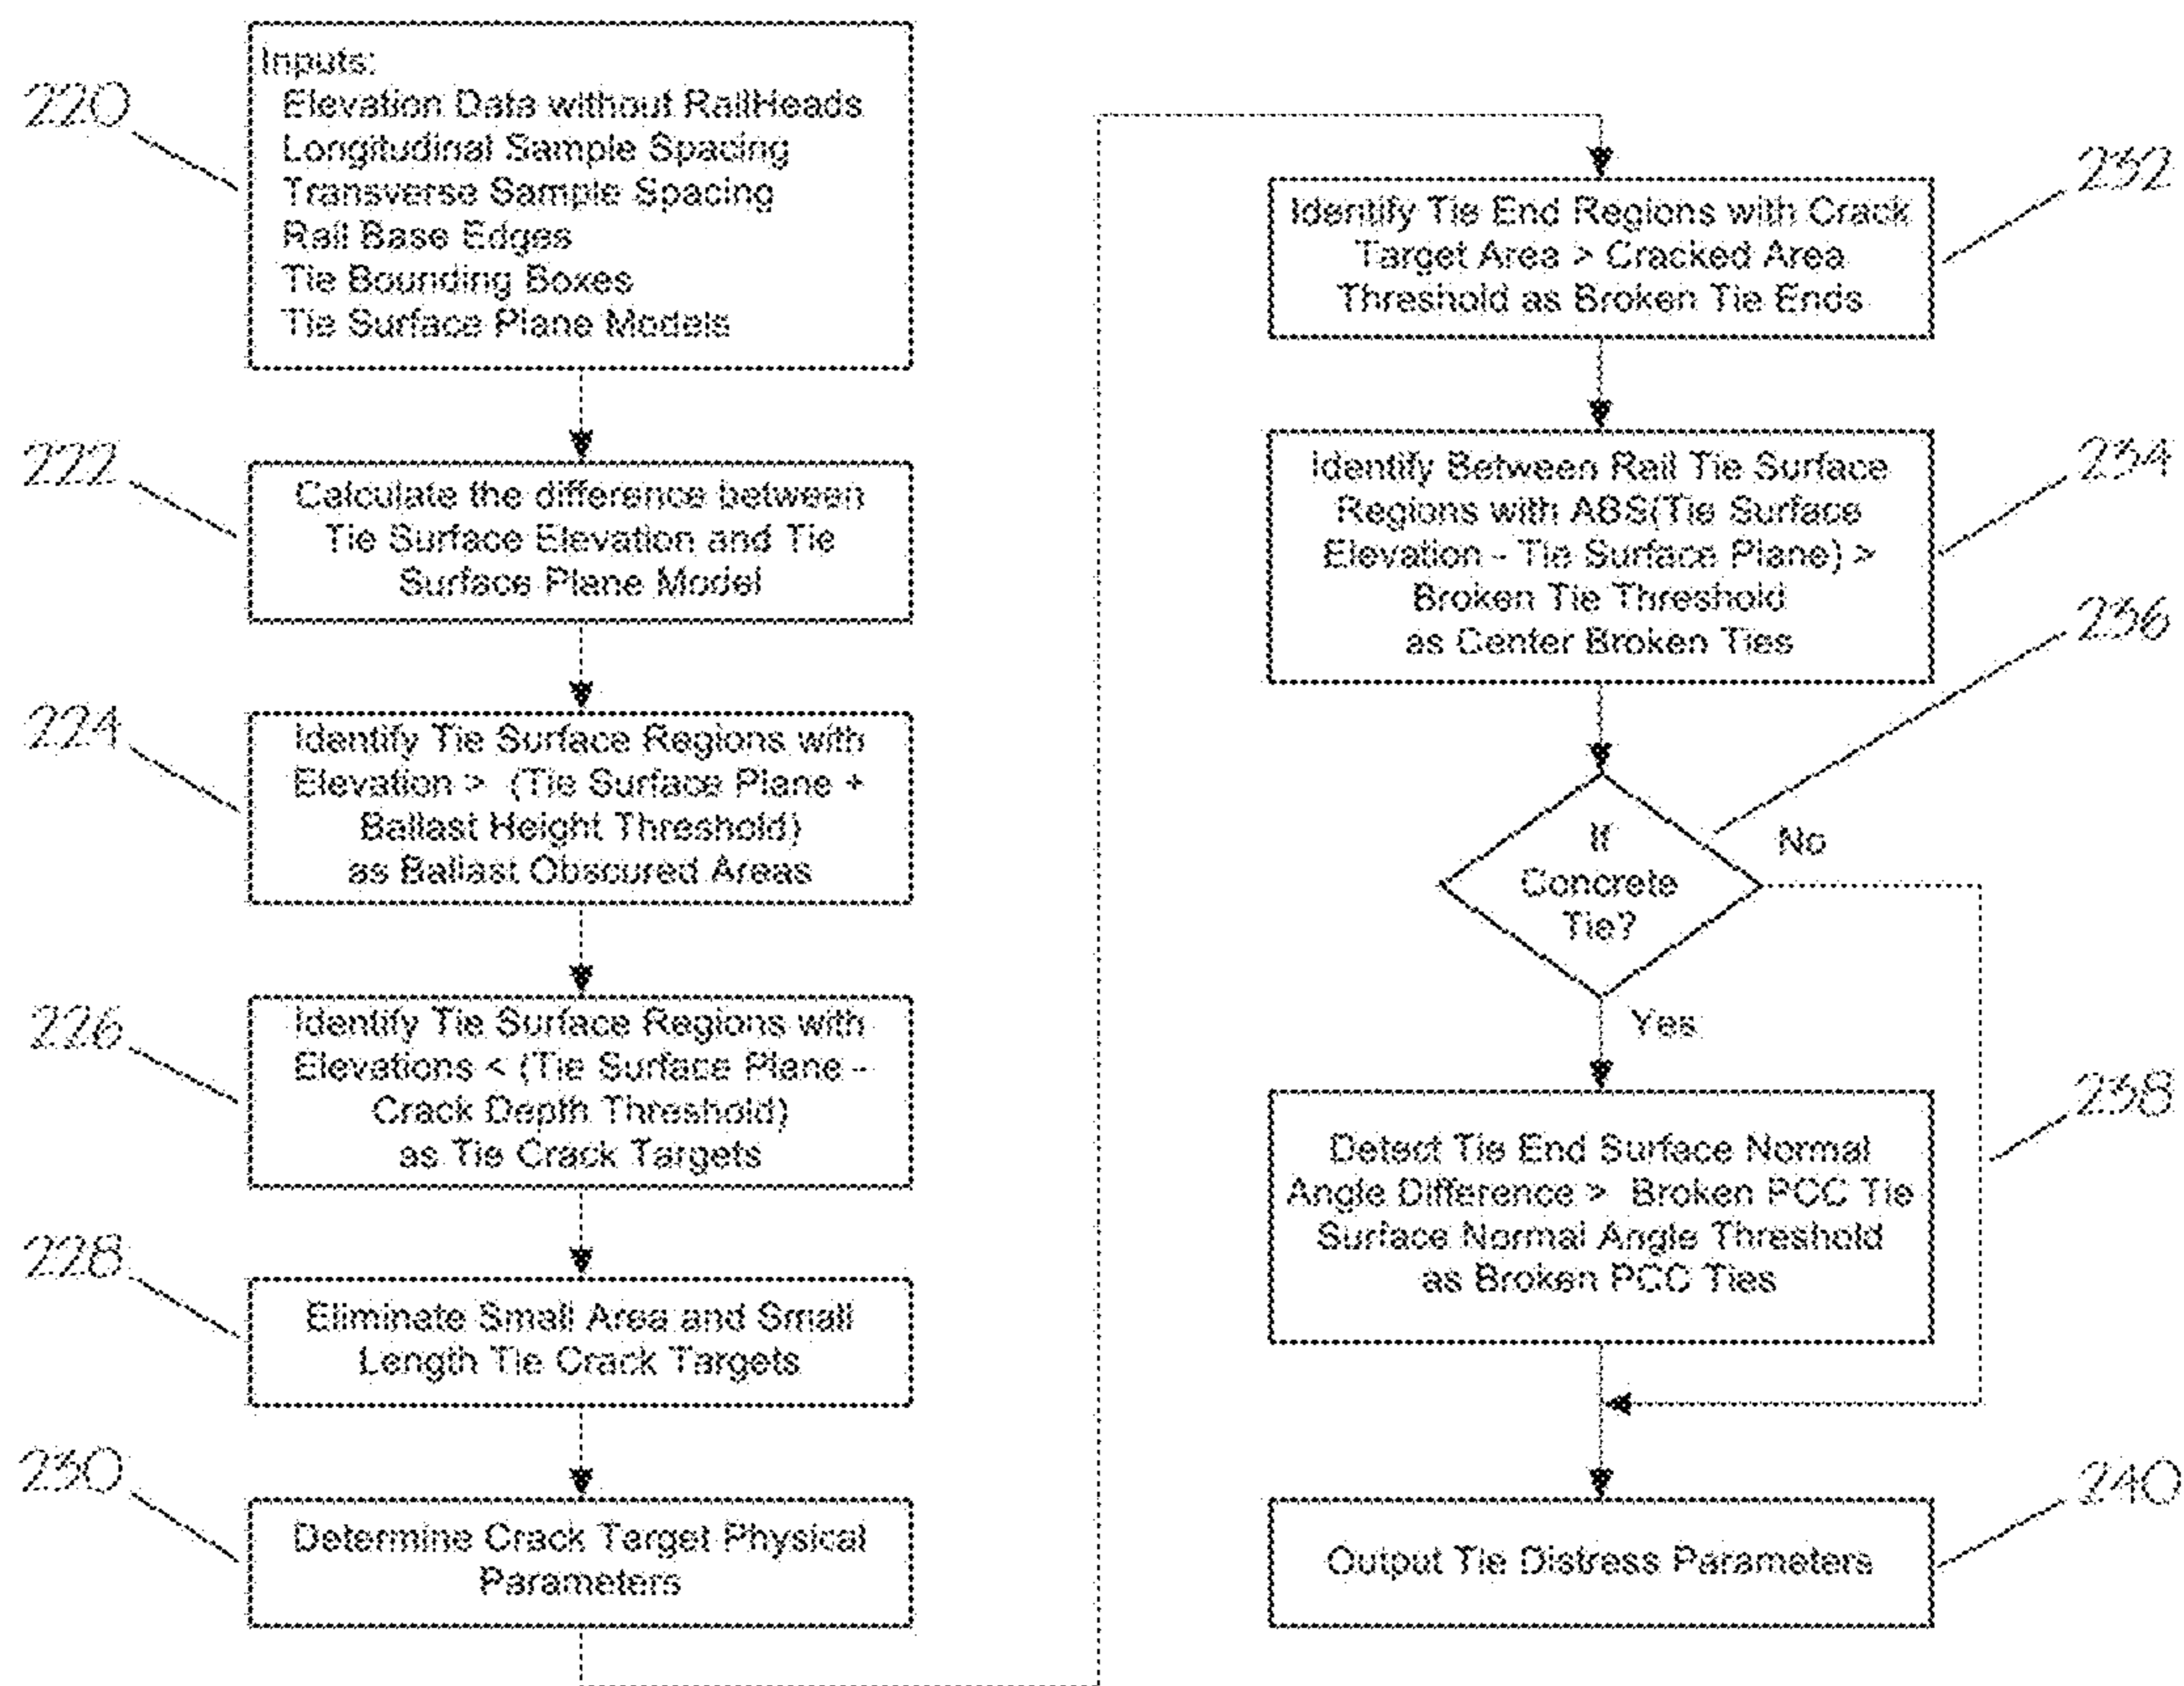 220
Inputs:
Elevation Data without RailHeads
Longitudinal Sample Spacing
Transverse Sample Spacing
Rail Base Edges
Tie Bounding Boxes
Tie Surface Plane Models
222
Calculate the difference between
Tie Surface Elevation and Tie
Surface Plane Model
224
Identify Tie Surface Regions with
Elevation > (Tie Surface Plane +
Ballast Height Threshold)
as Ballast Obscured Areas
226
Identify Tie Surface Regions with
Elevations < (Tie Surface Plane -
Crack Depth Threshold)
as Tie Crack Targets
228
Eliminate Small Area and Small
Length Tie Crack Targets
230
Determine Crack Target Physical
Parameters
232
Identify Tie End Regions with Crack
Target Area > Cracked Area
Threshold as Broken Tie Ends
234
Identify Between Rail Tie Surface
Regions with ABS(Tie Surface
Elevation - Tie Surface Plane) >
Broken Tie Threshold
as Center Broken Ties
236
If
Concrete
Tie?
No
Yes
238
Detect Tie End Surface Normal
Angle Difference > Broken PCC Tie
Surface Normal Angle Threshold
as Broken PCC Ties
240
Output Tie Distress Parameters